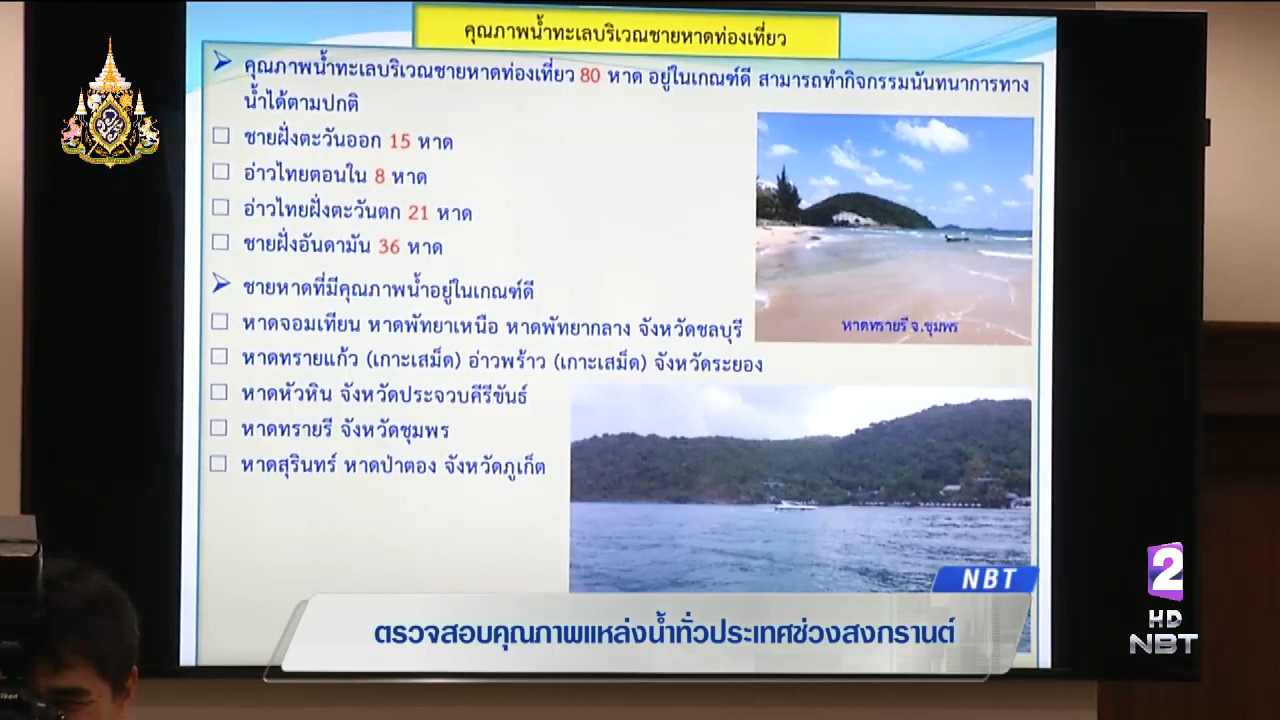 คุณภาพน้ำทะเลบริเวณชายหาดท่องเที่ยว
คุณภาพน้ำทะเลบริเวณชายหาดท่องเที่ยว 80 หาด อยู่ในเกณฑ์ดี สามารถทำกิจกรรมนันทนาการทาง
น้ำได้ตามปกติ
ชายฝั่งตะวันออก 15 หาด
อ่าวไทยตอนใน 8 หาด
อ่าวไทยฝั่งตะวันตก 21 หาด
ชายฝั่งอันดามัน 36 หาด
ชายหาดที่มีคุณภาพน้ำอยู่ในเกณฑ์ดี
หาดจอมเทียน หาดพัทยาเหนือ หาดพัทยากลาง จังหวัดชลบุรี
หาดทรายรี จ.ชุมพร
หาดทรายแก้ว (เกาะเสม็ด) อ่าวพร้าว (เกาะเสม็ด) จังหวัดระยอง
หาดหัวหิน จังหวัดประจวบคีรีขันธ์
หาดทรายรี จังหวัดชุมพร
หาดสุรินทร์ หาดป่าตอง จังหวัดภูเก็ต
NBT
ตรวจสอบคุณภาพแหล่งน้ำทั่วประเทศช่วงสงกรานต์
2
HD
NBT